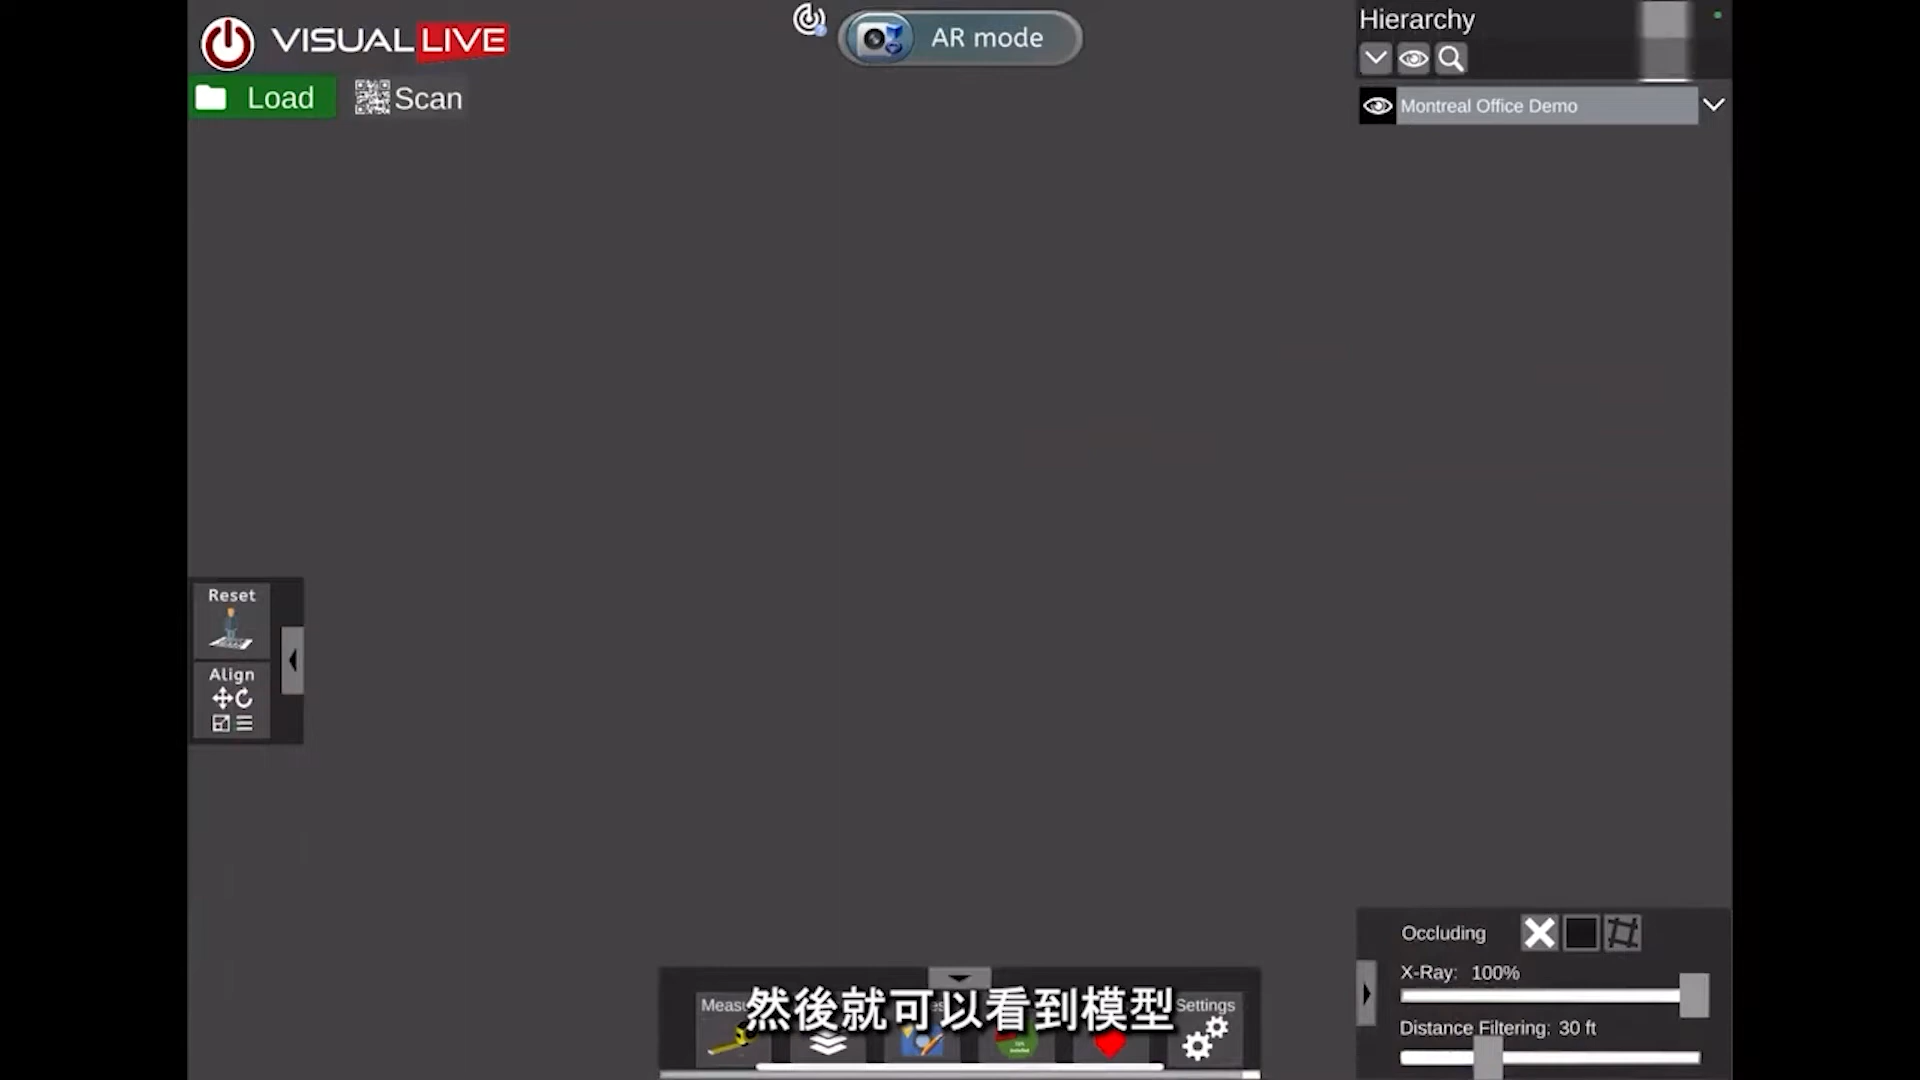 VISUAL LIVE
AR mode
Hierarchy
Load
Scan
Montreal Office Demo
Reset
Align
Occluding
X-Ray: 100%
Settings
然後就可以看到模型
Distance Filtering: 30 ft